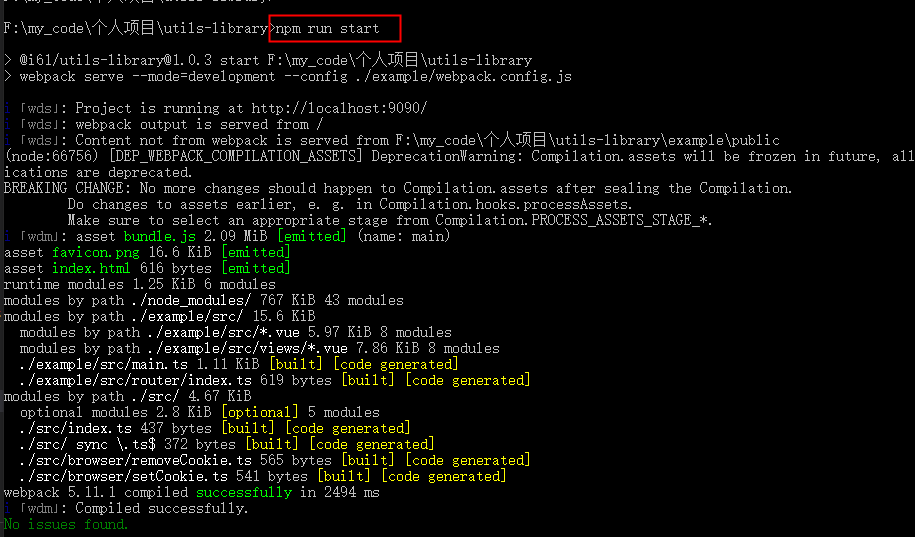 F:\my_code\个人项目\utils-library>npm run start
> @i61/utils-library@1.0.3 start F:\my_code\个人项目\utils-library
> webpack serve --mode=development --config ./example/webpack.config.js
i ｢wds｣: Project is running at http://localhost:9090/
i ｢wds｣: webpack output is served from /
i ｢wds｣: Content not from webpack is served from F:\my_code\个人项目\utils-library\example\public
(node:66756) [DEP_WEBPACK_COMPILATION_ASSETS] DeprecationWarning: Compilation.assets will be frozen in future, all
ications are deprecated.
BREAKING CHANGE: No more changes should happen to Compilation.assets after sealing the Compilation.
Do changes to assets earlier, e. g. in Compilation.hooks.processAssets.
Make sure to select an appropriate stage from Compilation.PROCESS_ASSETS_STAGE_*.
i ｢wdm｣: asset bundle.js 2.09 MiB [emitted] (name: main)
asset favicon.png 16.6 KiB [emitted]
asset index.html 616 bytes [emitted]
runtime modules 1.25 KiB 6 modules
modules by path ./node_modules/ 767 KiB 43 modules
modules by path ./example/src/ 15.6 KiB
modules by path ./example/src/*.vue 5.97 KiB 8 modules
modules by path ./example/src/views/*.vue 7.86 KiB 8 modules
./example/src/main.ts 1.11 KiB [built] [code generated]
./example/src/router/index.ts 619 bytes [built] [code generated]
modules by path ./src/ 4.67 KiB
optional modules 2.8 KiB [optional] 5 modules
./src/index.ts 437 bytes [built] [code generated]
./src/ sync \.ts$ 372 bytes [built] [code generated]
./src/browser/removeCookie.ts 565 bytes [built] [code generated]
./src/browser/setCookie.ts 541 bytes [built] [code generated]
webpack 5.11.1 compiled successfully in 2494 ms
i ｢wdm｣: Compiled successfully.
No issues found.